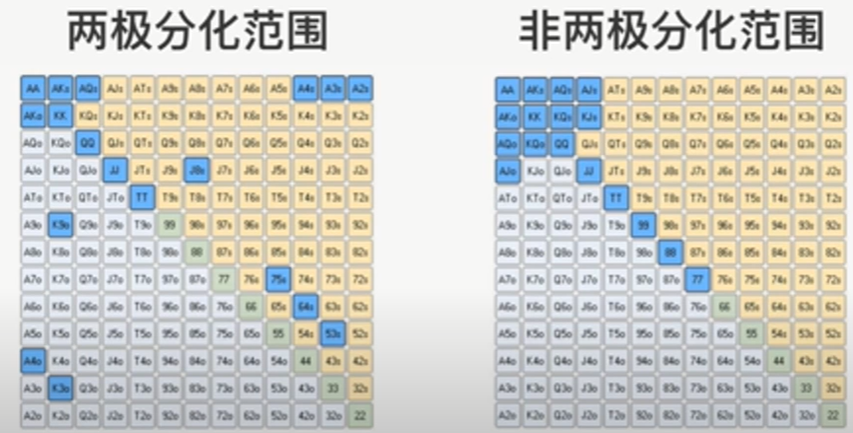 两极分化范围
AA AKs AQs AJs ATs A9s A8s A7s A6s A5s A4s A3s A2s
AKo KK KQs KJs KTs K9s K8s K7s K6s K5s K4s K3s K2s
AQo KQo QQ QJs QTs Q9s Q8s Q7s Q6s Q5s Q4s Q3s Q2s
AJo KJo QJo JJ JTs J9s J8s J7s J6s J5s J4s J3s J2s
ATo KTo QTo JTo TT T9s T8s T7s T6s T5s T4s T3s T2s
A9o K9o Q9o J9o T9o 99 98s 97s 96s 95s 94s 93s 92s
A8o K8o Q8o J8o T8o 98o 88 87s 86s 85s 84s 83s 82s
A7o K7o Q7o J7o T7o 97o 87o 77 76s 75s 74s 73s 72s
A6o K6o Q6o J6o T6o 96o 86o 76o 66 65s 64s 63s 62s
A5o K5o Q5o J5o T5o 95o 85o 75o 65o 55 54s 53s 52s
A4o K4o Q4o J4o T4o 94o 84o 74o 64o 54o 44 43s 42s
A3o K3o Q3o J3o T3o 93o 83o 73o 63o 53o 43o 33 32s
A2o K2o Q2o J2o T2o 92o 82o 72o 62o 52o 42o 32o 22
非两极分化范围
AA AKs AQs AJs ATs A9s A8s A7s A6s A5s A4s A3s A2s
AKo KK KQs KJs KTs K9s K8s K7s K6s K5s K4s K3s K2s
AQo KQo QQ QJs QTs Q9s Q8s Q7s Q6s Q5s Q4s Q3s Q2s
AJo KJo QJo JJ JTs J9s J8s J7s J6s J5s J4s J3s J2s
ATo KTo QTo JTo TT T9s T8s T7s T6s T5s T4s T3s T2s
A9o K9o Q9o J9o T9o 99 98s 97s 96s 95s 94s 93s 92s
A8o K8o Q8o J8o T8o 98o 88 87s 86s 85s 84s 83s 82s
A7o K7o Q7o J7o T7o 97o 87o 77 76s 75s 74s 73s 72s
A6o K6o Q6o J6o T6o 96o 86o 76o 66 65s 64s 63s 62s
A5o K5o Q5o J5o T5o 95o 85o 75o 65o 55 54s 53s 52s
A4o K4o Q4o J4o T4o 94o 84o 74o 64o 54o 44 43s 42s
A3o K3o Q3o J3o T3o 93o 83o 73o 63o 53o 43o 33 32s
A2o K2o Q2o J2o T2o 92o 82o 72o 62o 52o 42o 32o 22